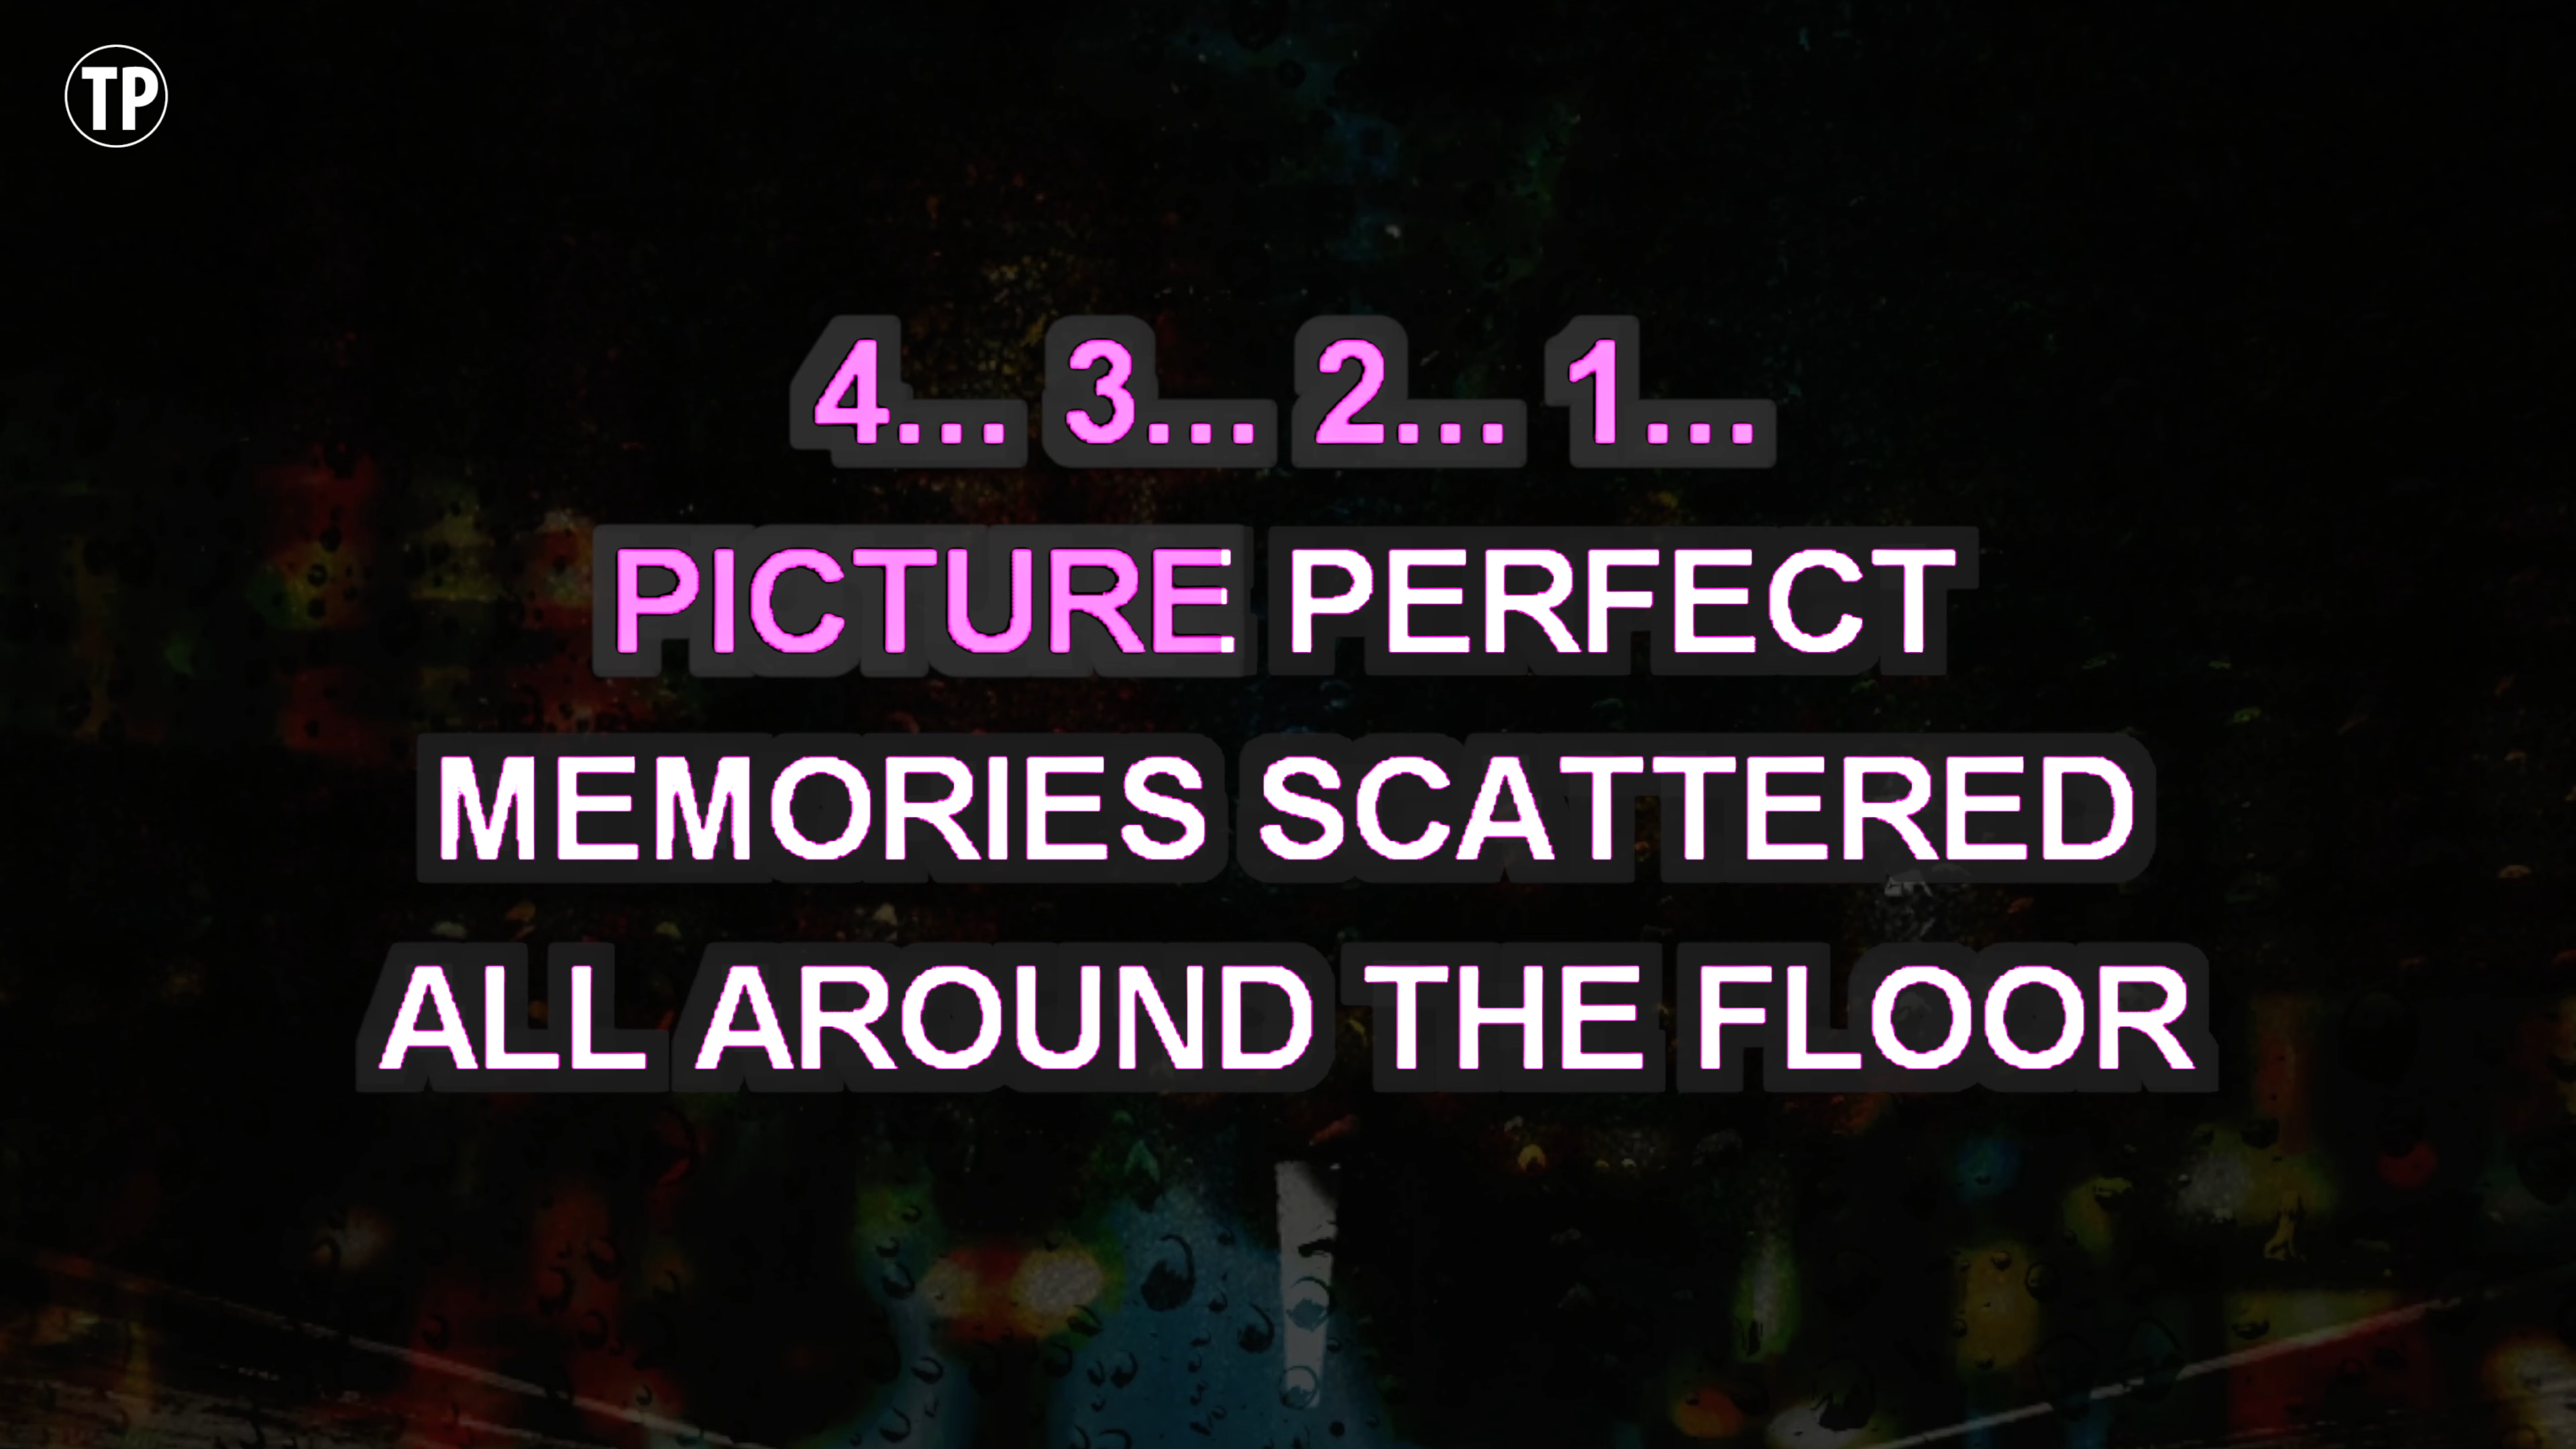 TP
4... 3... 2... 1...
PICTURE PERFECT
MEMORIES SCATTERED
ALL AROUND THE FLOOR